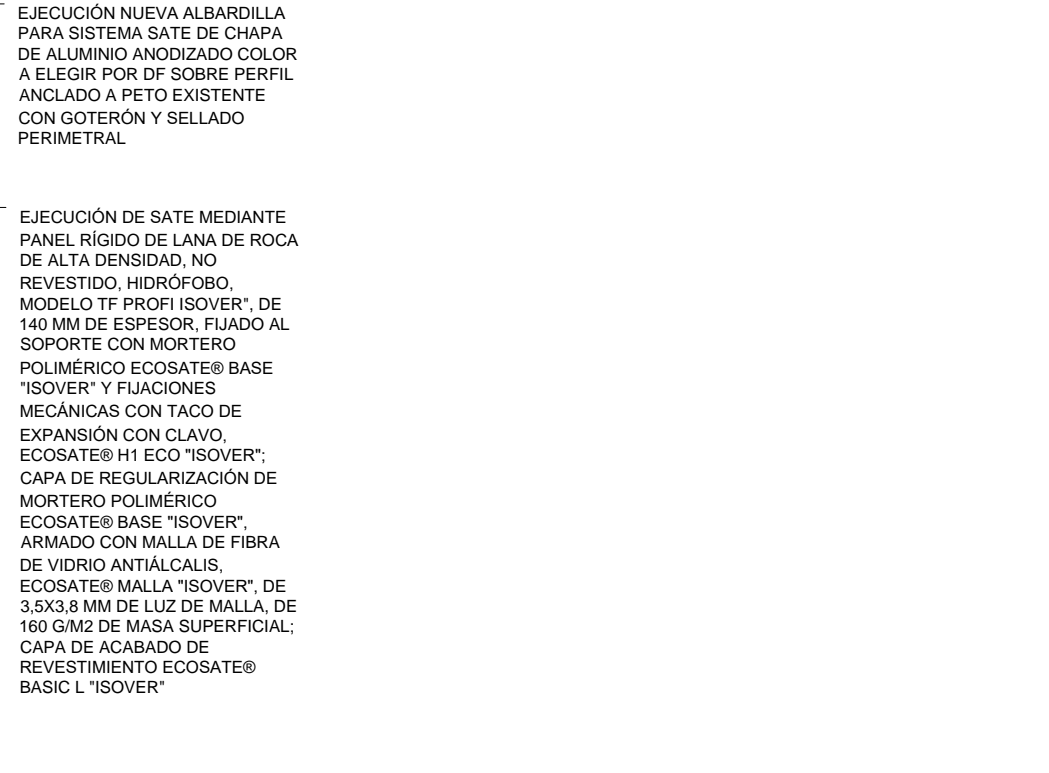 EJECUCIÓN NUEVA ALBARDILLA
PARA SISTEMA SATE DE CHAPA
DE ALUMINIO ANODIZADO COLOR
A ELEGIR POR DF SOBRE PERFIL
ANCLADO A PETO EXISTENTE
CON GOTERÓN Y SELLADO
PERIMETRAL
EJECUCIÓN DE SATE MEDIANTE
PANEL RÍGIDO DE LANA DE ROCA
DE ALTA DENSIDAD, NO
REVESTIDO, HIDRÓFOBO,
MODELO TF PROFI ISOVER", DE
140 MM DE ESPESOR, FIJADO AL
SOPORTE CON MORTERO
POLIMÉRICO ECOSATE® BASE
"ISOVER" Y FIJACIONES
MECÁNICAS CON TACO DE
EXPANSIÓN CON CLAVO,
ECOSATE® H1 ECO "ISOVER";
CAPA DE REGULARIZACIÓN DE
MORTERO POLIMÉRICO
ECOSATE® BASE "ISOVER",
ARMADO CON MALLA DE FIBRA
DE VIDRIO ANTIÁLCALIS,
ECOSATE® MALLA "ISOVER", DE
3,5X3,8 MM DE LUZ DE MALLA, DE
160 G/M2 DE MASA SUPERFICIAL;
CAPA DE ACABADO DE
REVESTIMIENTO ECOSATE®
BASIC L "ISOVER"